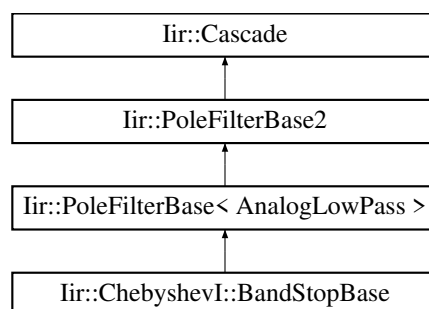 Iir::Cascade
Iir::PoleFilterBase2
Iir::PoleFilterBase< AnalogLowPass >
Iir::ChebyshevI::BandStopBase